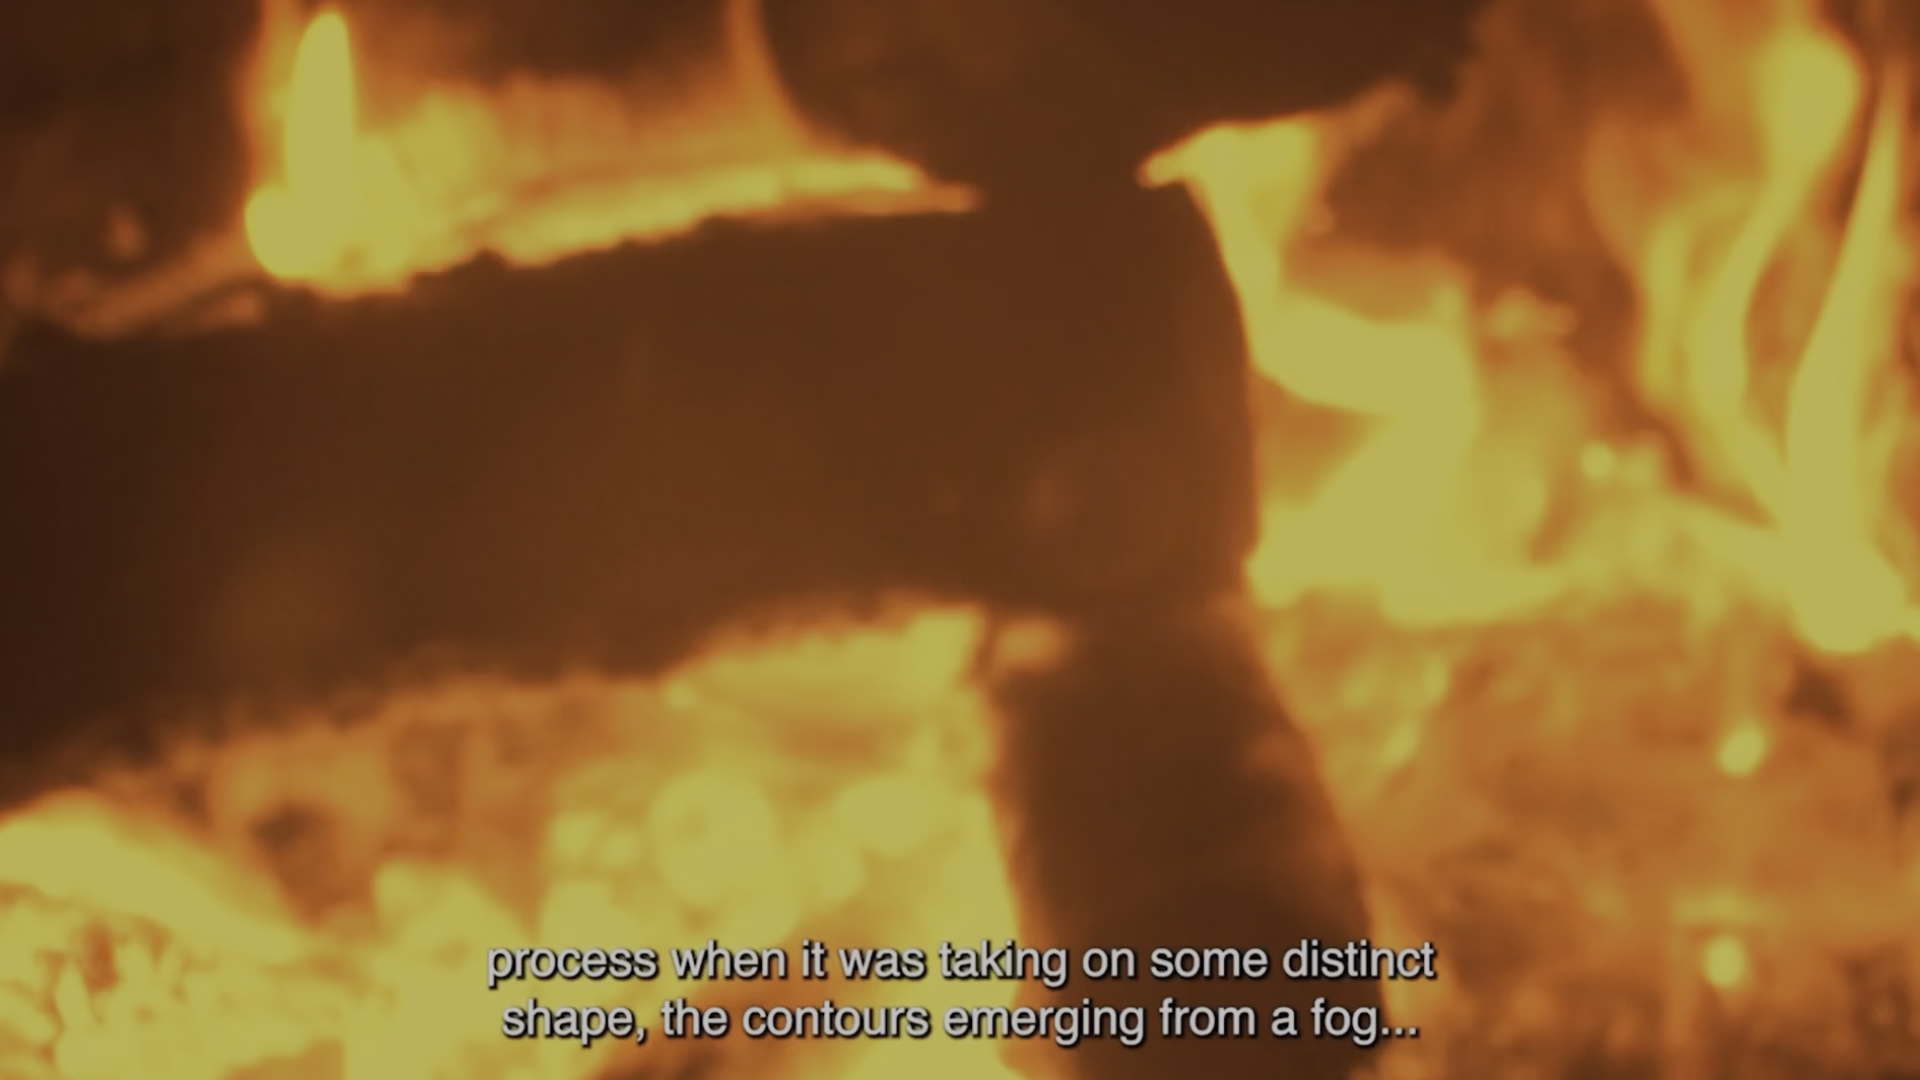 process when it was taking on some distinct
shape, the contours emerging from a fog...